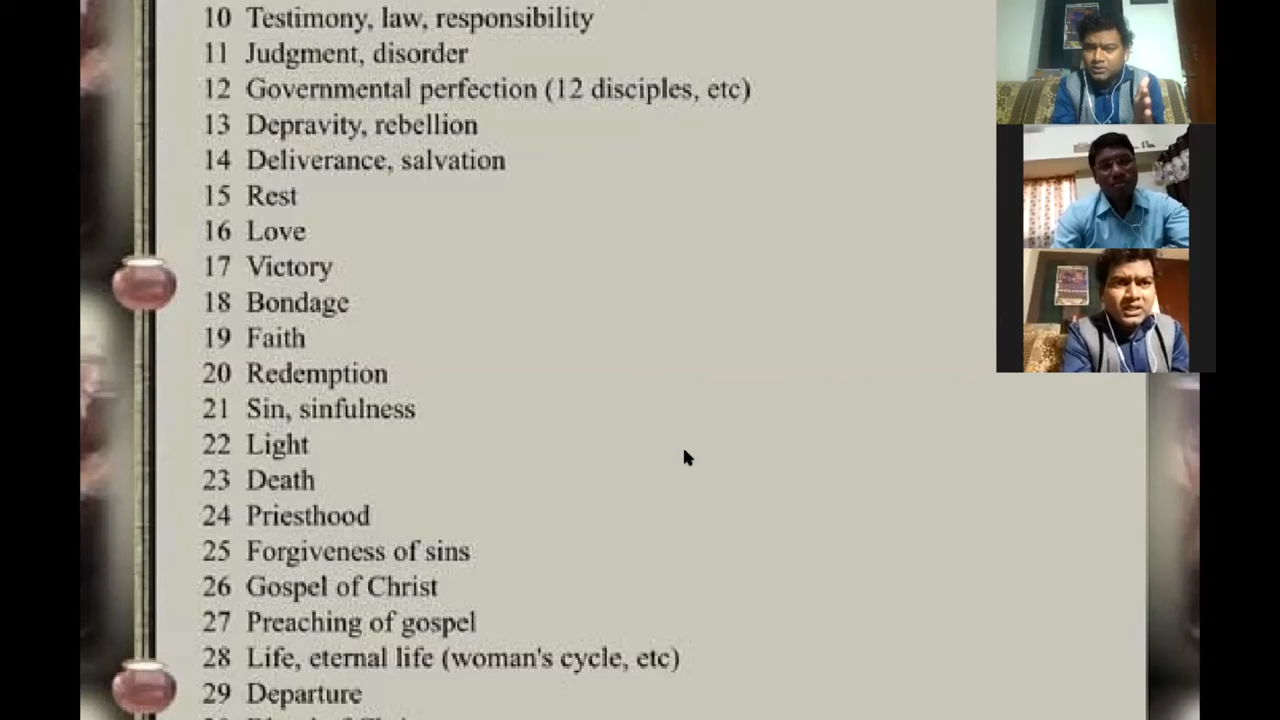 10 Testimony, law, responsibility
11 Judgment, disorder
12 Governmental perfection (12 disciples, etc)
13 Depravity, rebellion
14 Deliverance, salvation
15 Rest
16 Love
17 Victory
18 Bondage
19 Faith
20 Redemption
21 Sin, sinfulness
22 Light
23 Death
24 Priesthood
25 Forgiveness of sins
26 Gospel of Christ
27 Preaching of gospel
28 Life, eternal life (woman's cycle, etc)
29 Departure